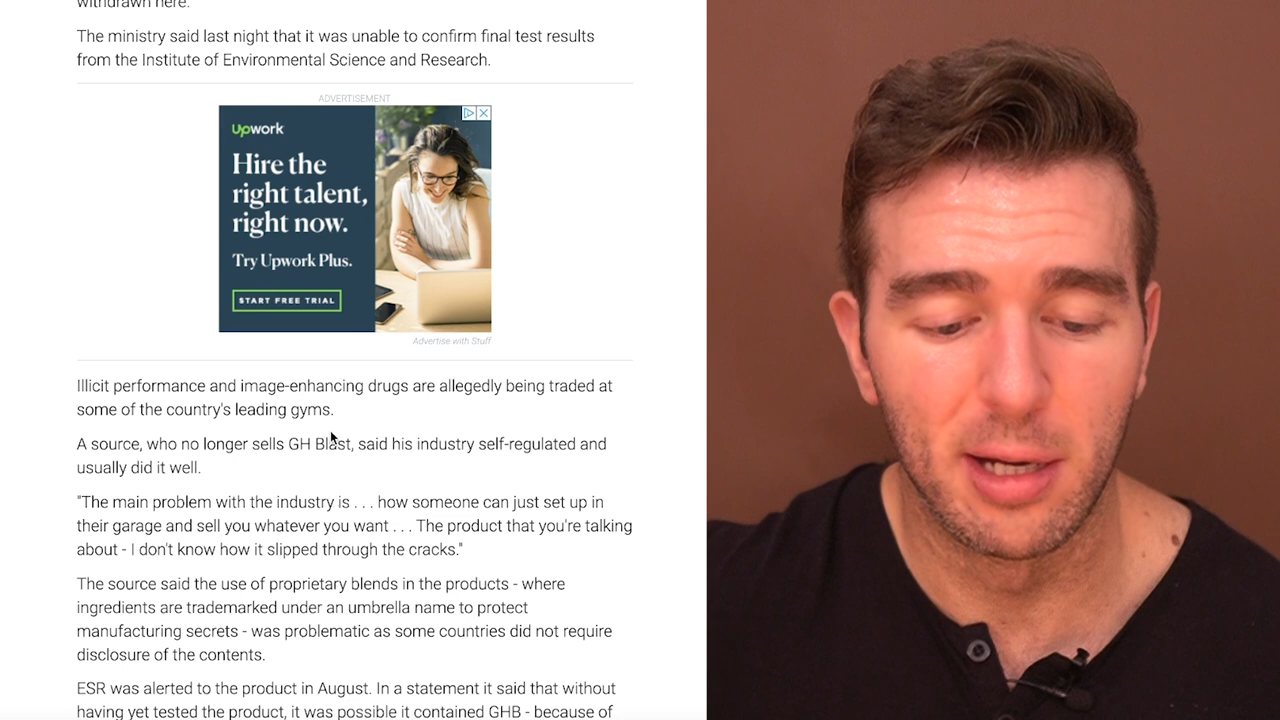 withdrawn here.
The ministry said last night that it was unable to confirm final test results
from the Institute of Environmental Science and Research.
ADVERTISEMENT
Upwork
Hire the
right talent,
right now.
Try Upwork Plus.
START FREE TRIAL
Advertise with Stuff
Illicit performance and image-enhancing drugs are allegedly being traded at
some of the country's leading gyms.
A source, who no longer sells GH Blast, said his industry self-regulated and
usually did it well.
"The main problem with the industry is . . . how someone can just set up in
their garage and sell you whatever you want . . . The product that you're talking
about - I don't know how it slipped through the cracks."
The source said the use of proprietary blends in the products - where
ingredients are trademarked under an umbrella name to protect
manufacturing secrets - was problematic as some countries did not require
disclosure of the contents.
ESR was alerted to the product in August. In a statement it said that without
having yet tested the product, it was possible it contained GHB - because of